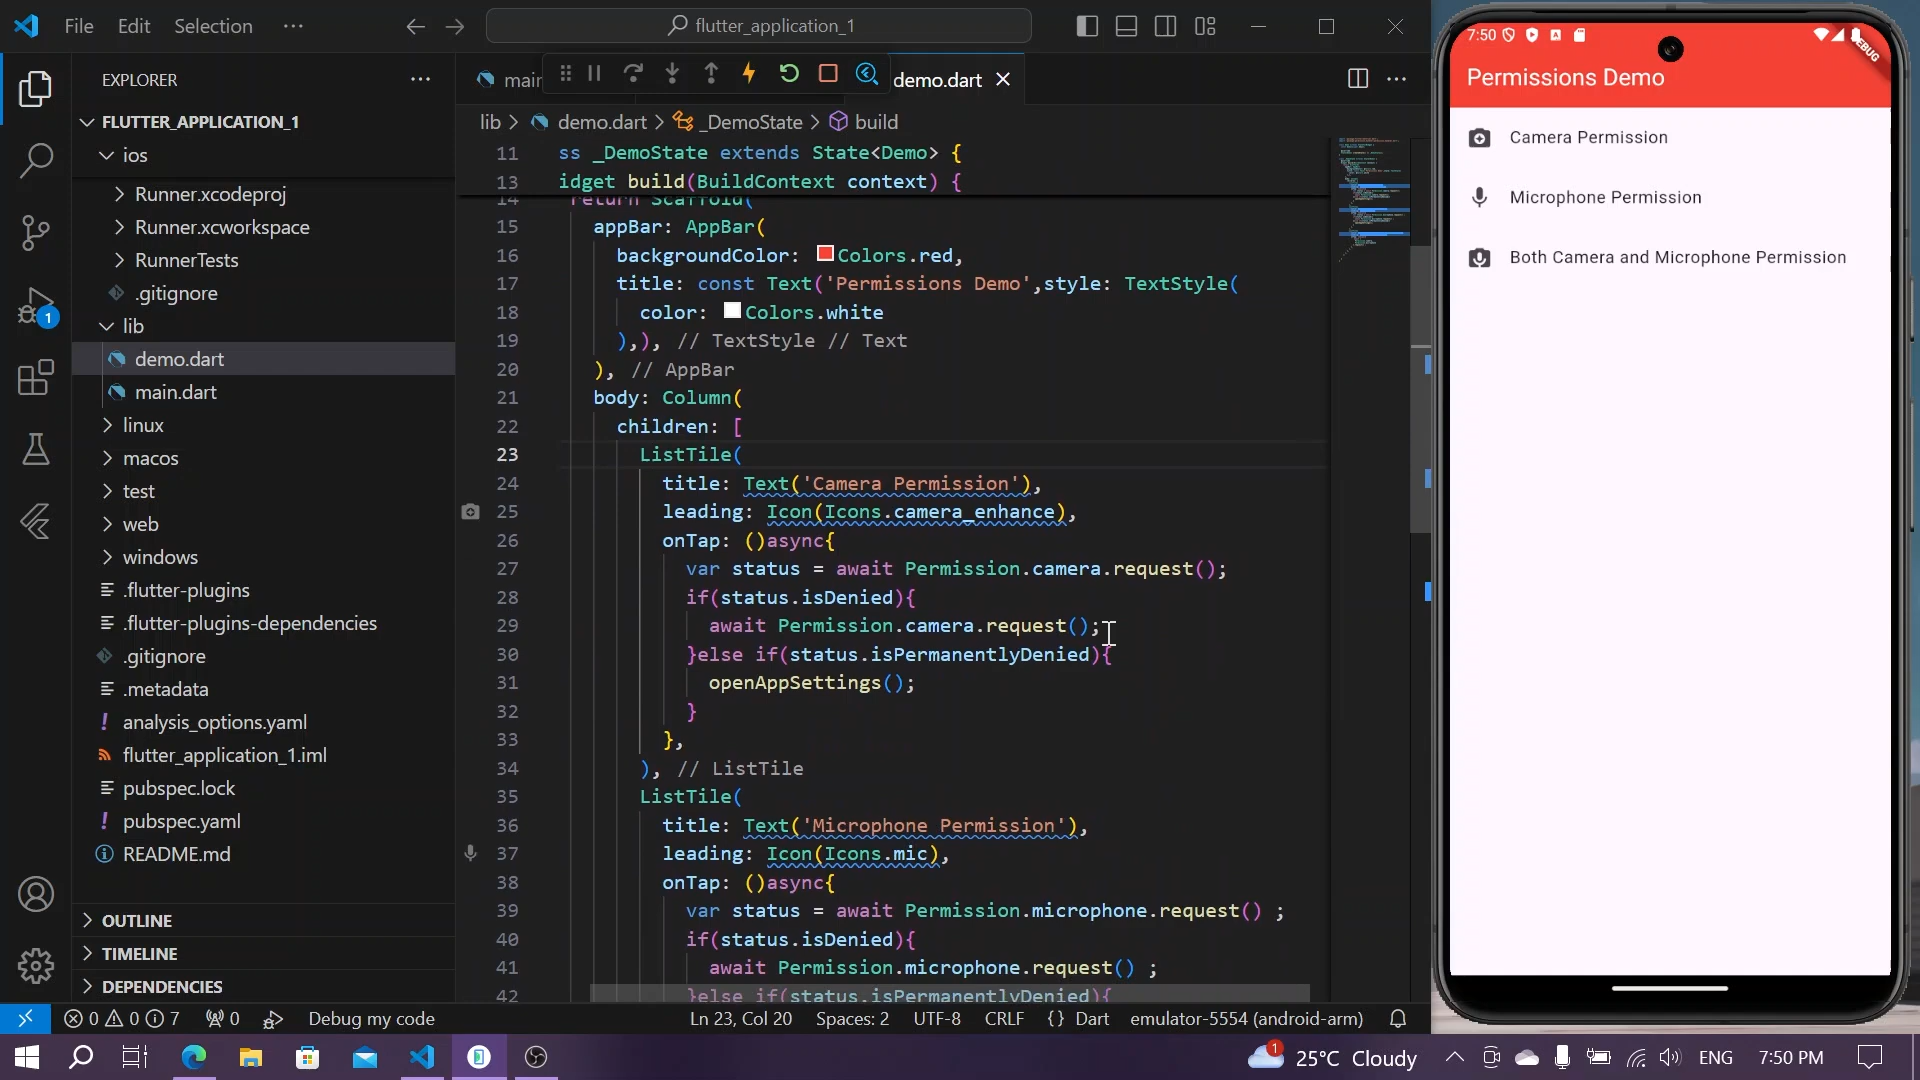 File Edit Selection ···
flutter_application_1
EXPLORER
FLUTTER_APPLICATION_1
ios
Runner.xcodeproj
Runner.xcworkspace
RunnerTests
.gitignore
lib
demo.dart
main.dart
linux
macos
test
web
windows
.flutter-plugins
.flutter-plugins-dependencies
.gitignore
.metadata
analysis_options.yaml
flutter_application_1.iml
pubspec.lock
pubspec.yaml
README.md
OUTLINE
TIMELINE
DEPENDENCIES
1
main
demo.dart
lib > demo.dart > _DemoState > build
11 ss _DemoState extends State<Demo> {
13 idget build(BuildContext context) {
14 return Scaffold(
15 appBar: AppBar(
16 backgroundColor: Colors.red,
17 title: const Text('Permissions Demo',style: TextStyle(
18 color: Colors.white
19 ),), // TextStyle // Text
20 ), // AppBar
21 body: Column(
22 children: [
23 ListTile(
24 title: Text('Camera Permission'),
25 leading: Icon(Icons.camera_enhance),
26 onTap: ()async{
27 var status = await Permission.camera.request();
28 if(status.isDenied){
29 await Permission.camera.request();
30 }else if(status.isPermanentlyDenied){
31 openAppSettings();
32 }
33 },
34 ), // ListTile
35 ListTile(
36 title: Text('Microphone Permission'),
37 leading: Icon(Icons.mic),
38 onTap: ()async{
39 var status = await Permission.microphone.request() ;
40 if(status.isDenied){
41 await Permission.microphone.request() ;
42 }else if(status.isPermanentlyDenied){
0 0 7 0 Debug my code Ln 23, Col 20 Spaces: 2 UTF-8 CRLF {} Dart emulator-5554 (android-arm)
1 25°C Cloudy ENG 7:50 PM
7:50
DEBUG
Permissions Demo
Camera Permission
Microphone Permission
Both Camera and Microphone Permission